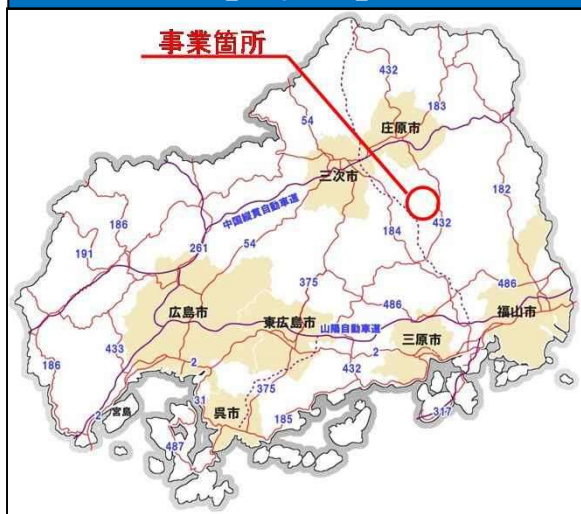 事業箇所
432
183
庄原市
54
三次市
182
中国縦貫自動車道
432
186
184
261
54
191
375
486
486
広島市
東広島市
山陽自動車道
三原市
福山市
186
433
2
2
432
375
31
呉市
185
317
2
宮島
487